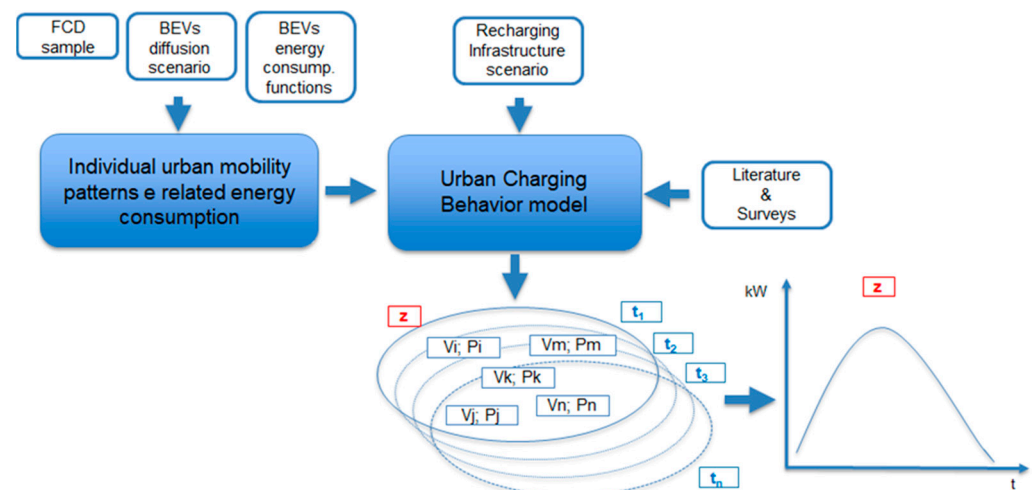 FCD
sample
BEVs
diffusion
scenario
BEVs
energy
consump.
functions
Recharging
Infrastructure
scenario
Individual urban mobility
patterns e related energy
consumption
Urban Charging
Behavior model
Literature
&
Surveys
z
t1
Vi; Pi
Vm; Pm
t2
Vk; Pk
t3
Vj; Pj
Vn; Pn
tn
kW
z
t